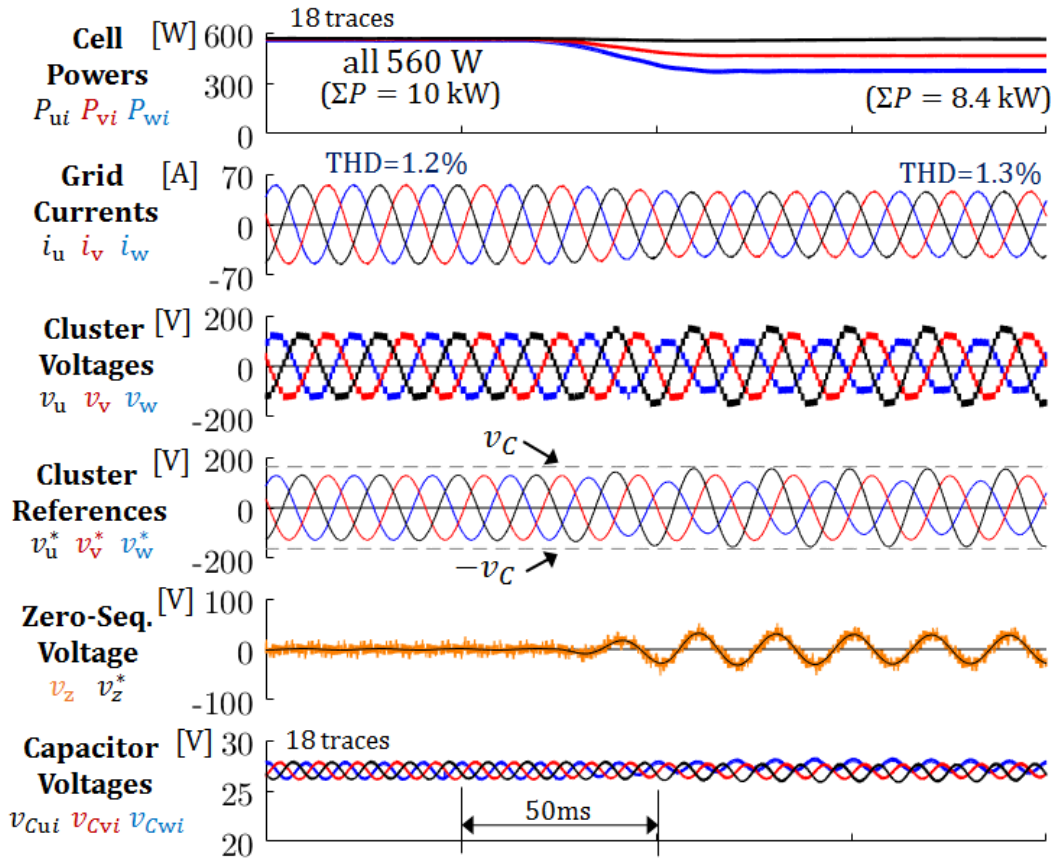 Cell
Powers
P_ui P_vi P_wi
[W]
600
300
0
18 traces
all 560 W
(ΣP = 10 kW)
(ΣP = 8.4 kW)
Grid
Currents
i_u i_v i_w
[A]
70
0
-70
THD=1.2%
THD=1.3%
Cluster
Voltages
v_u v_v v_w
[V]
200
0
-200
Cluster
References
v_u^* v_v^* v_w^*
[V]
200
0
-200
v_C
−v_C
Zero-Seq.
Voltage
v_z v_z^*
[V]
100
0
-100
Capacitor
Voltages
v_Cui v_Cvi v_Cwi
[V]
30
25
20
18 traces
50ms